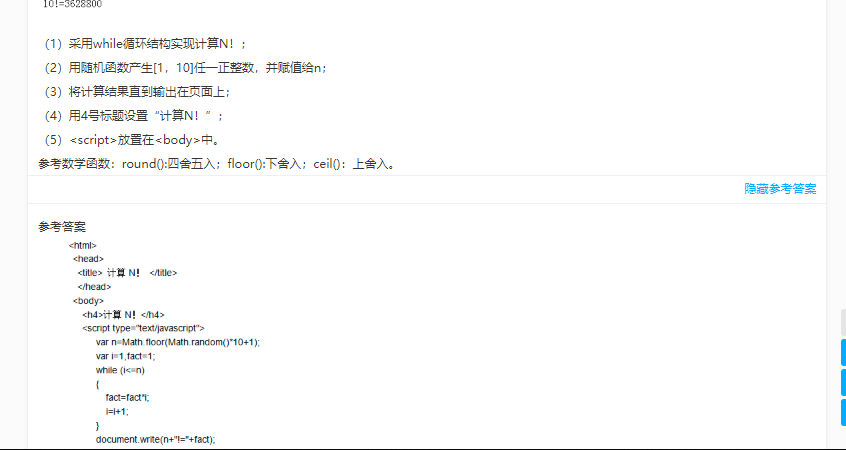 10!=3628800
（1）采用while循环结构实现计算N！；
（2）用随机函数产生[1，10]任一正整数，并赋值给n；
（3）将计算结果直到输出在页面上；
（4）用4号标题设置“计算N！”；
（5）<script>放置在<body>中。
参考数学函数：round():四舍五入；floor():下舍入；ceil()：上舍入。
隐藏参考答案
参考答案
<html>
<head>
<title> 计算 N！ </title>
</head>
<body>
<h4>计算 N！</h4>
<script type="text/javascript">
var n=Math.floor(Math.random()*10+1);
var i=1,fact=1;
while (i<=n)
{
fact=fact*i;
i=i+1;
}
document.write(n+"!="+fact);